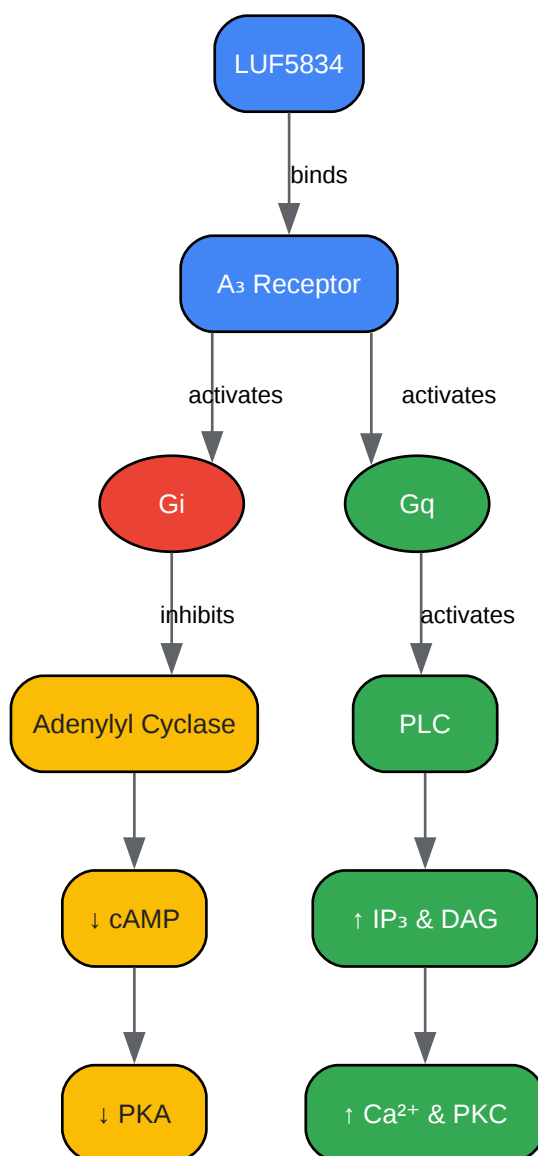 LUF5834
binds
A₃ Receptor
activates
activates
Gi
Gq
inhibits
activates
Adenylyl Cyclase
PLC
↓ cAMP
↑ IP₃ & DAG
↓ PKA
↑ Ca²⁺ & PKC